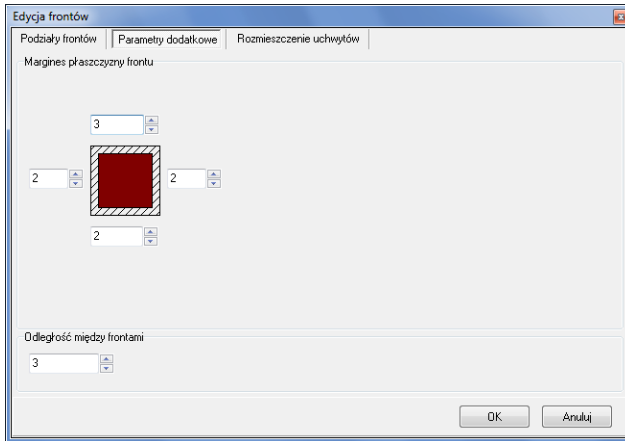 Edycja frontów
Podziały frontów Parametry dodatkowe Rozmieszczenie uchwytów
Margines płaszczyzny frontu
3
2 2
2
Odległość między frontami
3
OK Anuluj